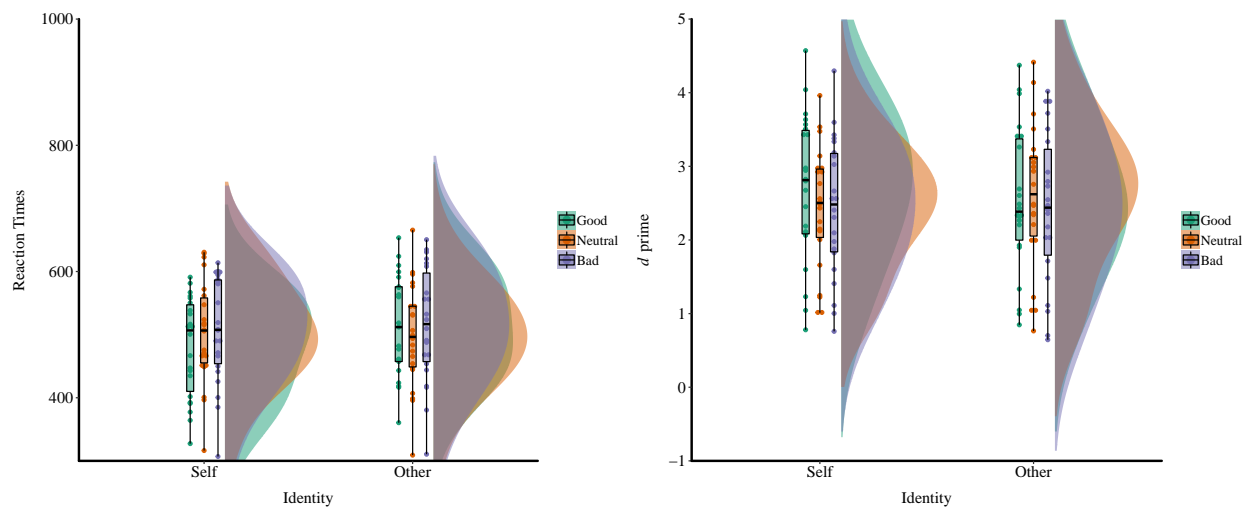 1000
800
600
400
Reaction Times
Self
Other
Identity
Good
Neutral
Bad
5
4
3
2
1
0
−1
d prime
Self
Other
Identity
Good
Neutral
Bad